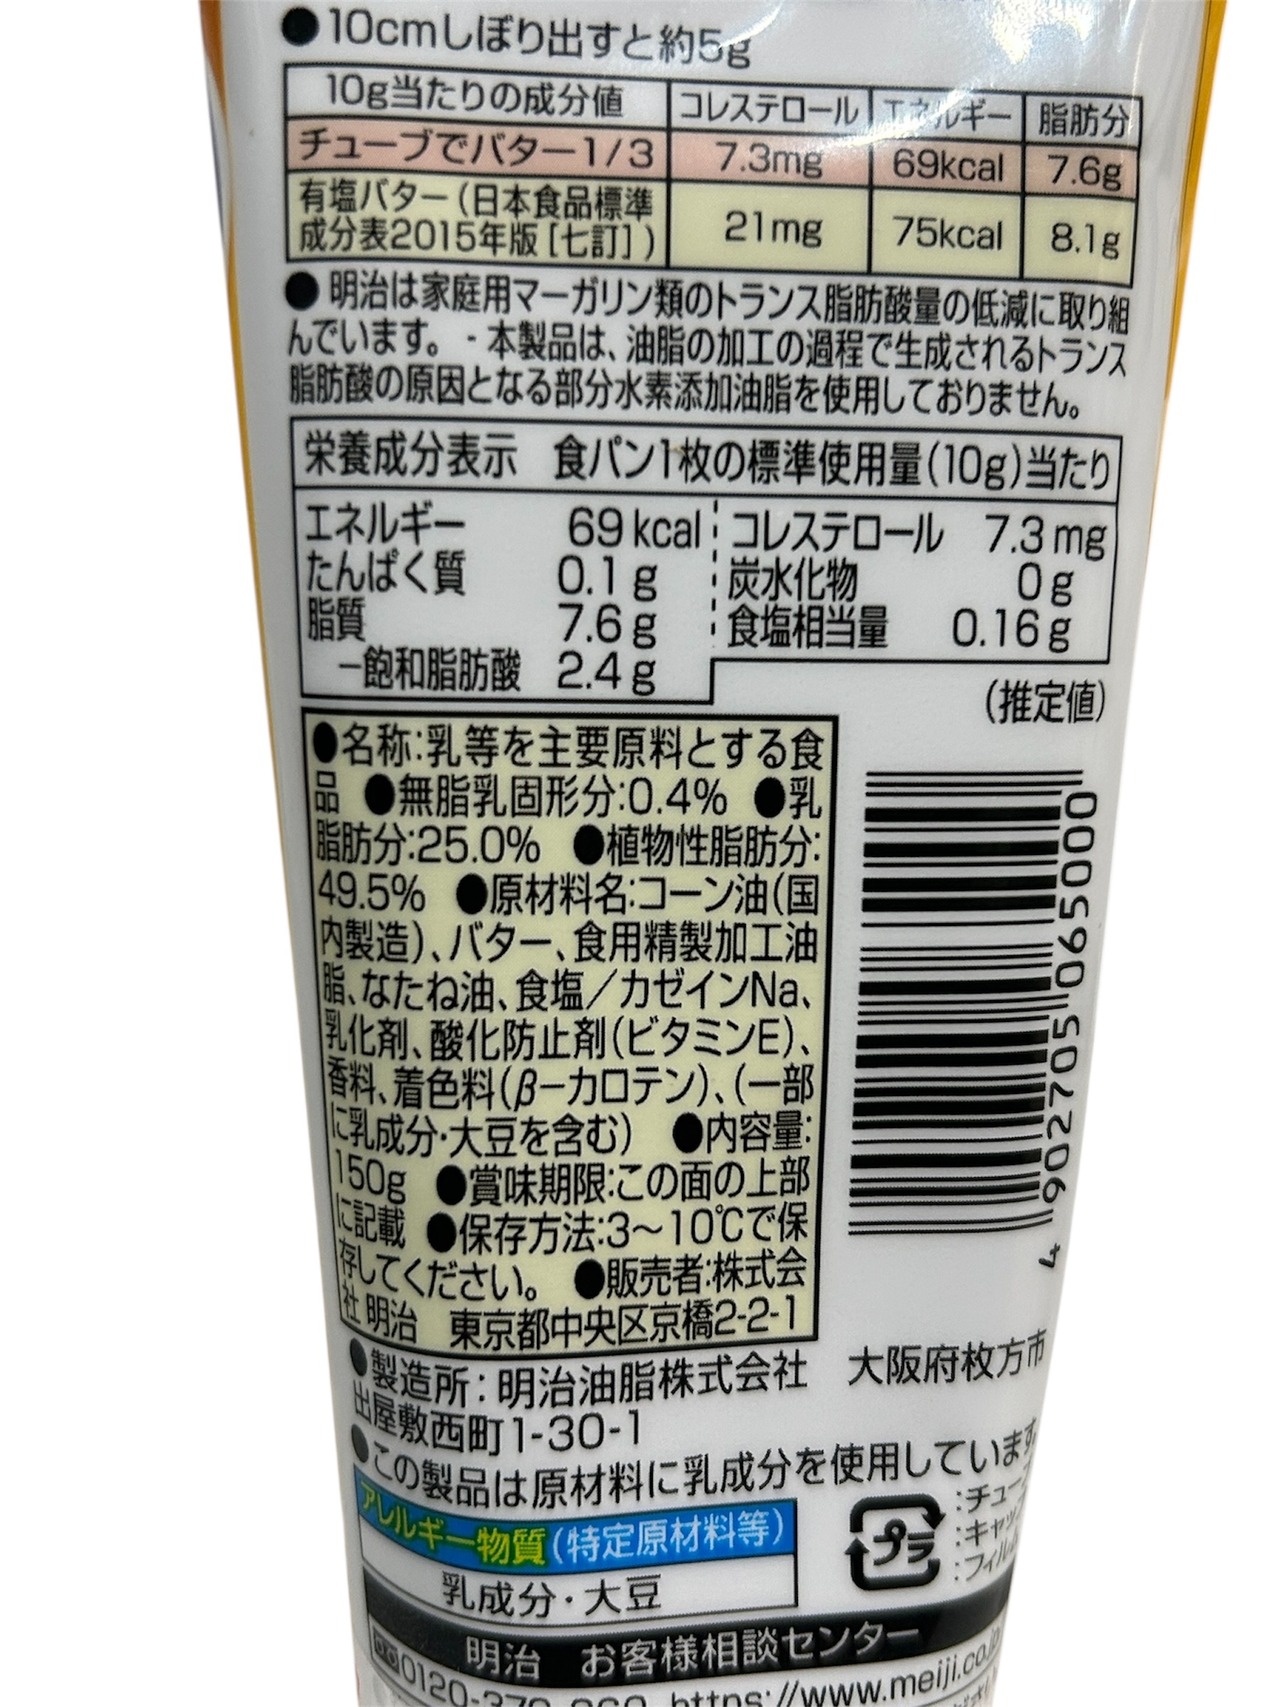 ●10cmしぼり出すと約5g
10g当たりの成分値 コレステロール エネルギー 脂肪分
チューブでバター1/3 7.3mg 69kcal 7.6g
有塩バター(日本食品標準
成分表2015年版[七訂]) 21mg 75kcal 8.1g
●明治は家庭用マーガリン類のトランス脂肪酸量の低減に取り組
んでいます。 - 本製品は、油脂の加工の過程で生成されるトランス
脂肪酸の原因となる部分水素添加油脂を使用しておりません。
栄養成分表示 食パン1枚の標準使用量(10g)当たり
エネルギー 69kcal コレステロール 7.3mg
たんぱく質 0.1g 炭水化物 0g
脂質 7.6g 食塩相当量 0.16g
-飽和脂肪酸 2.4g
(推定値)
●名称:乳等を主要原料とする食
品 ●無脂乳固形分:0.4% ●乳
脂肪分:25.0% ●植物性脂肪分:
49.5% ●原材料名:コーン油(国
内製造)、バター、食用精製加工油
脂、なたね油、食塩/カゼインNa、
乳化剤、酸化防止剤(ビタミンE)、
香料、着色料(β-カロテン)、(一部
に乳成分・大豆を含む) ●内容量:
150g ●賞味期限:この面の上部
に記載 ●保存方法:3〜10℃で保
存してください。 ●販売者:株式会
社 明治 東京都中央区京橋2-2-1
4 902705 065000
●製造所:明治油脂株式会社 大阪府枚方市
出屋敷西町1-30-1
●この製品は原材料に乳成分を使用しています
アレルギー物質(特定原材料等)
乳成分・大豆
プラ
:チューブ
:キャップ
:フィルム
明治 お客様相談センター
0120-370-369 https://www.meiji.co.jp